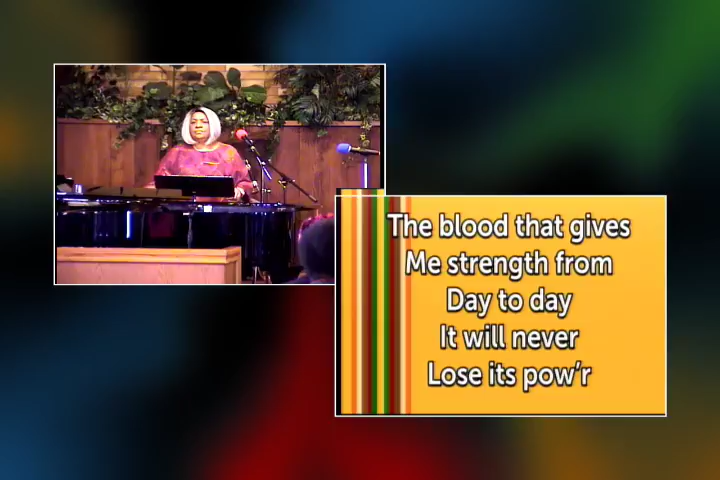 The blood that gives
Me strength from
Day to day
It will never
Lose its pow'r